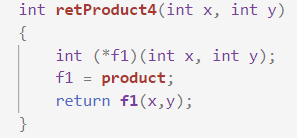 int retProduct4(int x, int y)
{
    int (*f1)(int x, int y);
    f1 = product;
    return f1(x,y);
}